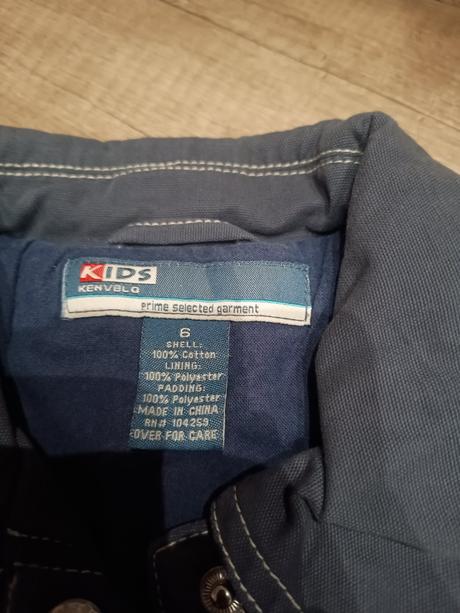 KIDS
KENVELO
prime selected garment
6
SHELL:
100% Cotton
LINING:
100% Polyester
PADDING:
100% Polyester
MADE IN CHINA
RN# 104259
OVER FOR CARE